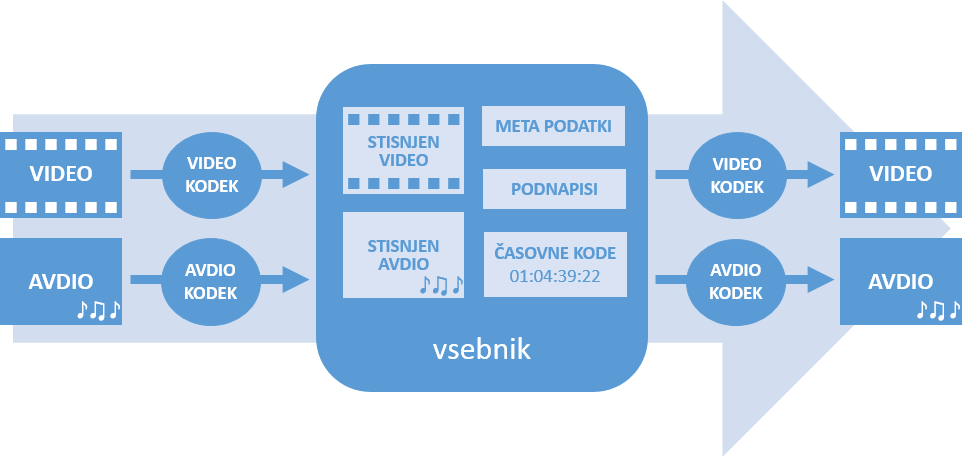 VIDEO
VIDEO
KODEK
AVDIO
AVDIO
KODEK
STISNJEN
VIDEO
STISNJEN
AVDIO
META PODATKI
PODNAPISI
ČASOVNE KODE
01:04:39:22
vsebnik
VIDEO
KODEK
VIDEO
AVDIO
KODEK
AVDIO